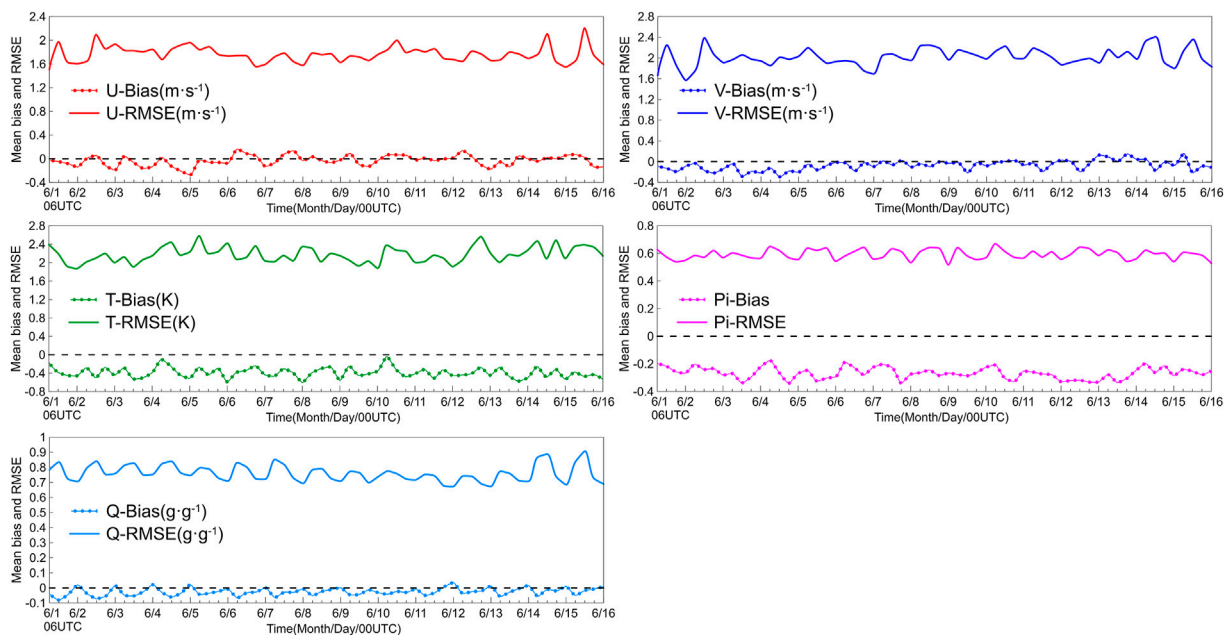 Mean bias and RMSE
2.4
2
1.6
1.2
0.8
0.4
0
-0.4
U-Bias(m·s⁻¹)
U-RMSE(m·s⁻¹)
6/1 6/2 6/3 6/4 6/5 6/6 6/7 6/8 6/9 6/10 6/11 6/12 6/13 6/14 6/15 6/16
06UTC
Time(Month/Day/00UTC)
Mean bias and RMSE
2.8
2.4
2
1.6
1.2
0.8
0.4
0
-0.4
V-Bias(m·s⁻¹)
V-RMSE(m·s⁻¹)
6/1 6/2 6/3 6/4 6/5 6/6 6/7 6/8 6/9 6/10 6/11 6/12 6/13 6/14 6/15 6/16
06UTC
Time(Month/Day/00UTC)
Mean bias and RMSE
2.8
2.4
2
1.6
1.2
0.8
0.4
0
-0.4
-0.8
T-Bias(K)
T-RMSE(K)
6/1 6/2 6/3 6/4 6/5 6/6 6/7 6/8 6/9 6/10 6/11 6/12 6/13 6/14 6/15 6/16
06UTC
Time(Month/Day/00UTC)
Mean bias and RMSE
0.8
0.6
0.4
0.2
0
-0.2
-0.4
Pi-Bias
Pi-RMSE
6/1 6/2 6/3 6/4 6/5 6/6 6/7 6/8 6/9 6/10 6/11 6/12 6/13 6/14 6/15 6/16
06UTC
Time(Month/Day/00UTC)
Mean bias and RMSE
1
0.9
0.8
0.7
0.6
0.5
0.4
0.3
0.2
0.1
0
-0.1
Q-Bias(g·g⁻¹)
Q-RMSE(g·g⁻¹)
6/1 6/2 6/3 6/4 6/5 6/6 6/7 6/8 6/9 6/10 6/11 6/12 6/13 6/14 6/15 6/16
06UTC
Time(Month/Day/00UTC)